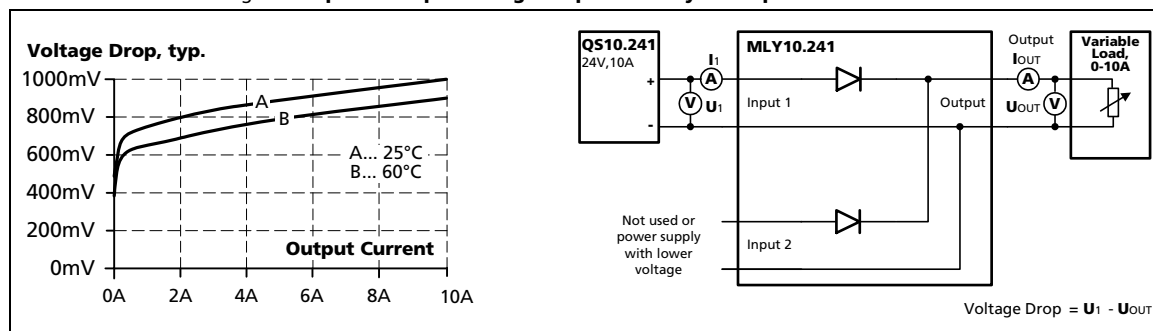 Voltage Drop, typ.
1000mV
800mV
600mV
400mV
200mV
0mV
A
B
A... 25°C
B... 60°C
Output Current
0A
2A
4A
6A
8A
10A
QS10.241
24V,10A
+
-
I1
A
V
U1
MLY10.241
Input 1
Output
Input 2
Not used or
power supply
with lower
voltage
Output
IOUT
A
UOUT
V
Variable
Load,
0-10A
Voltage Drop = U1 - UOUT